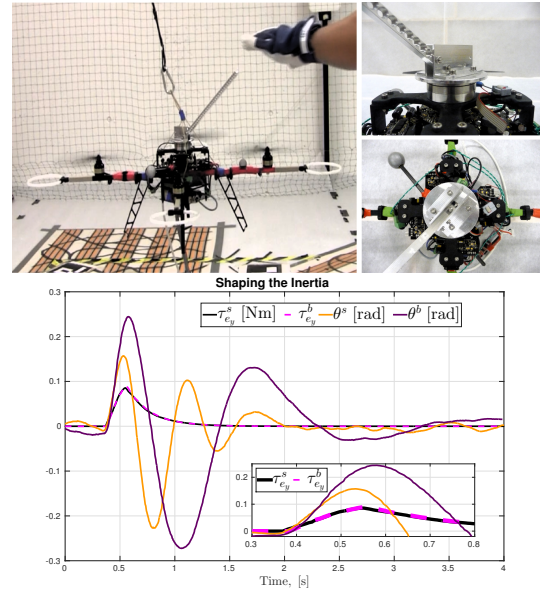 Shaping the Inertia
τ^s_{e_y} [Nm] τ^b_{e_y} θ^s [rad] θ^b [rad]
0.3
0.2
0.1
0
-0.1
-0.2
-0.3
τ^s_{e_y} τ^b_{e_y}
0.2
0.1
0
0.3 0.4 0.5 0.6 0.7 0.8
0 0.5 1 1.5 2 2.5 3 3.5 4
Time, [s]